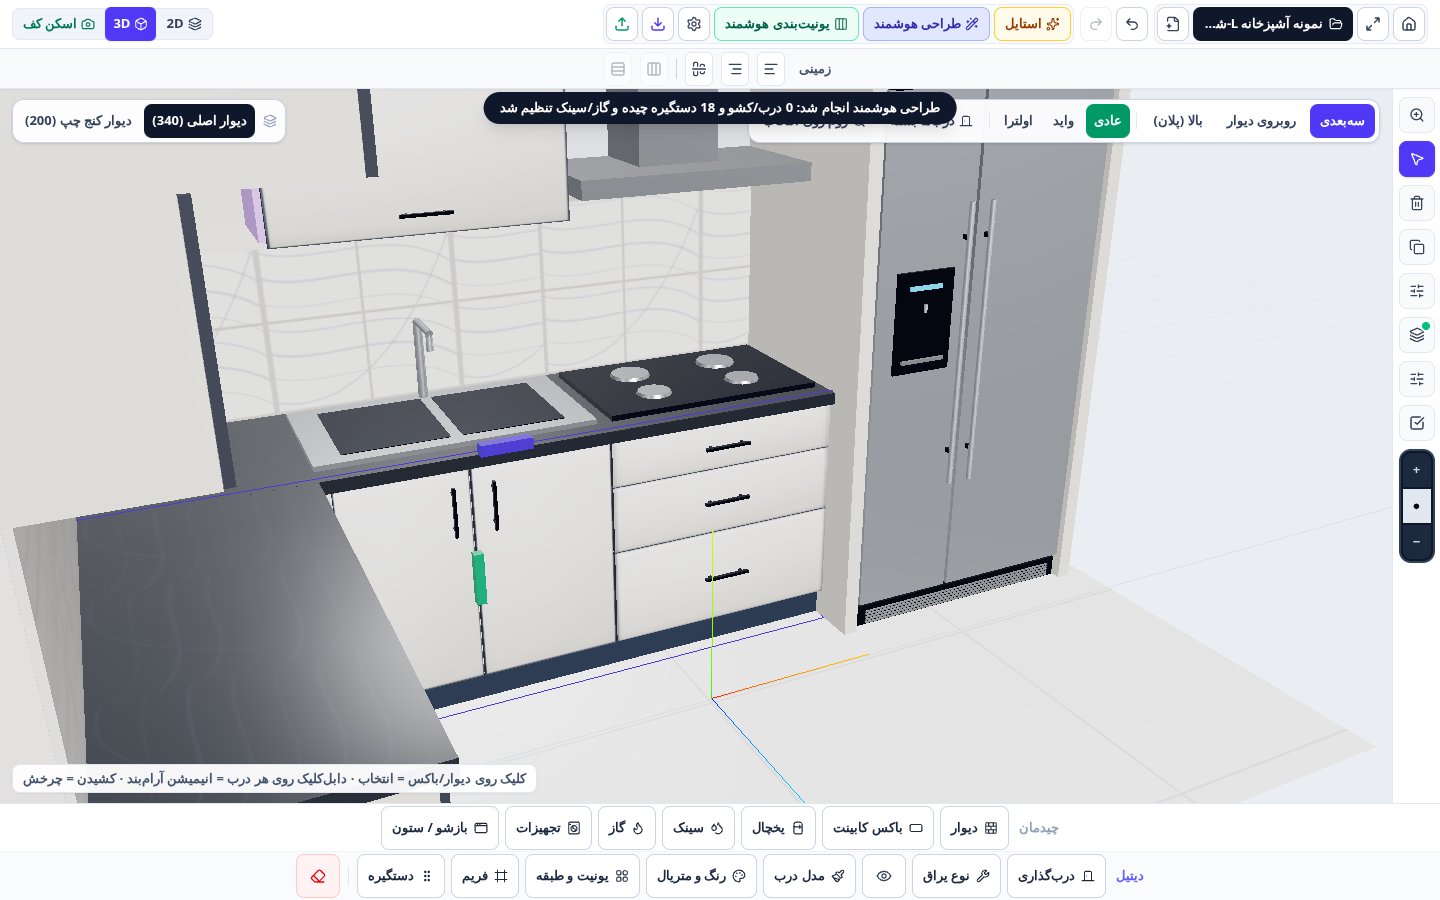 نمونه آشپزخانه L-ش...
استایل
طراحی هوشمند
یونیت‌بندی هوشمند
2D
3D
اسکن کف
زمینی
طراحی هوشمند انجام شد: 0 درب/کشو و 18 دستگیره چیده و گاز/سینک تنظیم شد
سه‌بعدی
روبروی دیوار
بالا (پلان)
عادی
واید
اولترا
دیوار اصلی (340)
دیوار کنج چپ (200)
کلیک روی دیوار/باکس = انتخاب · دابل‌کلیک روی هر درب = انیمیشن آرام‌بند · کشیدن = چرخش
چیدمان
دیوار
باکس کابینت
یخچال
سینک
گاز
تجهیزات
بازشو / ستون
دیتیل
درب‌گذاری
نوع یراق
مدل درب
رنگ و متریال
یونیت و طبقه
فریم
دستگیره